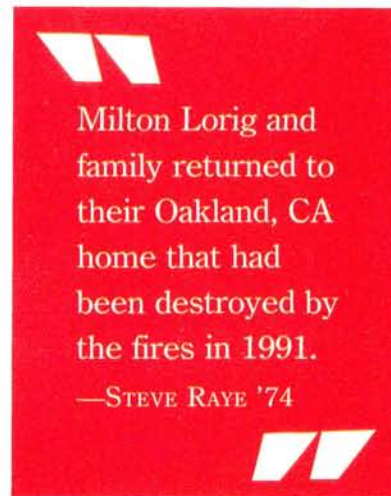 Milton Lorig and
family returned to
their Oakland, CA
home that had
been destroyed by
the fires in 1991.
—STEVE RAYE '74